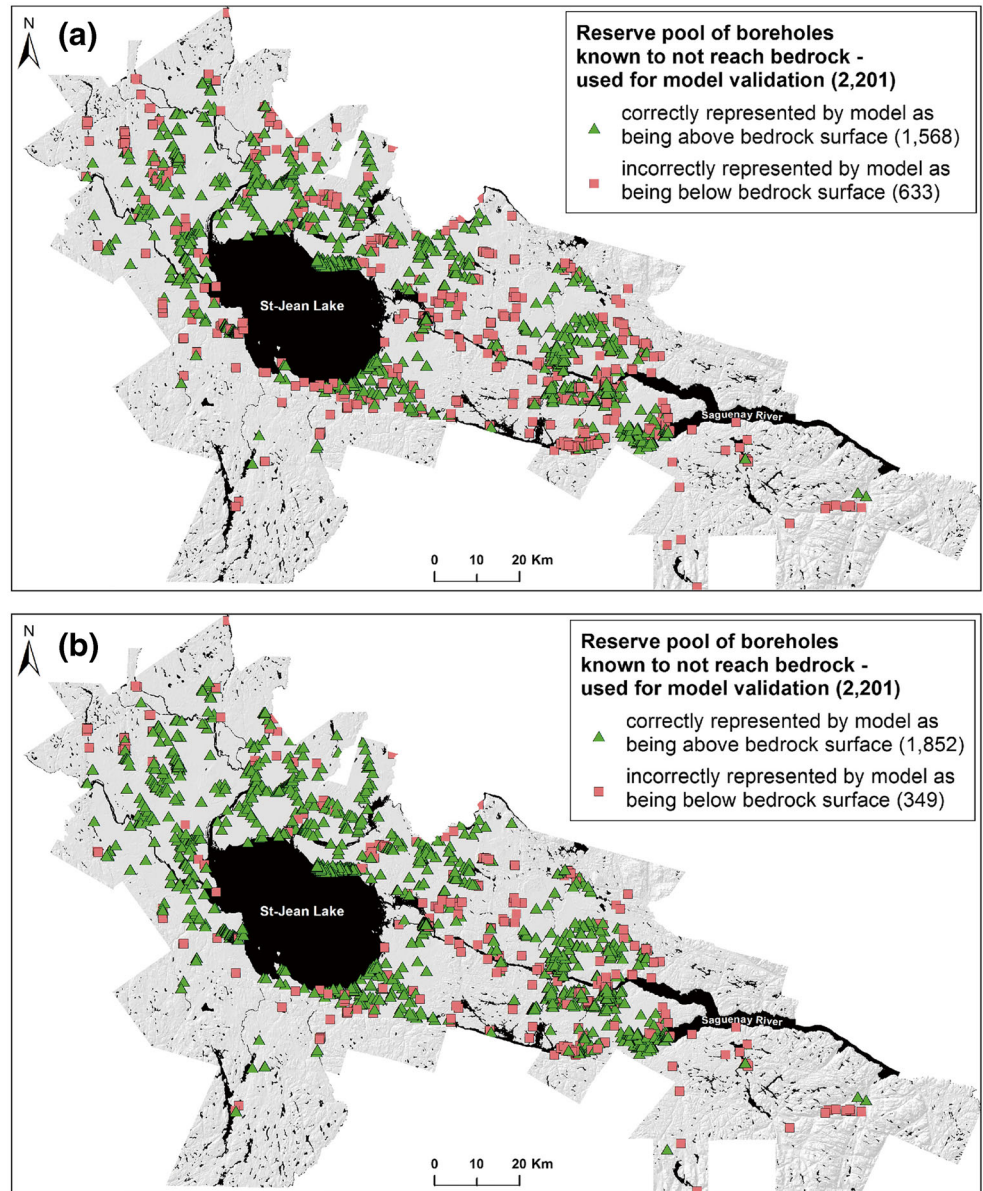 N
(a)
Reserve pool of boreholes
known to not reach bedrock -
used for model validation (2,201)
correctly represented by model as
being above bedrock surface (1,568)
incorrectly represented by model as
being below bedrock surface (633)
St-Jean Lake
Saguenay River
0 10 20 Km
N
(b)
Reserve pool of boreholes
known to not reach bedrock -
used for model validation (2,201)
correctly represented by model as
being above bedrock surface (1,852)
incorrectly represented by model as
being below bedrock surface (349)
St-Jean Lake
Saguenay River
0 10 20 Km